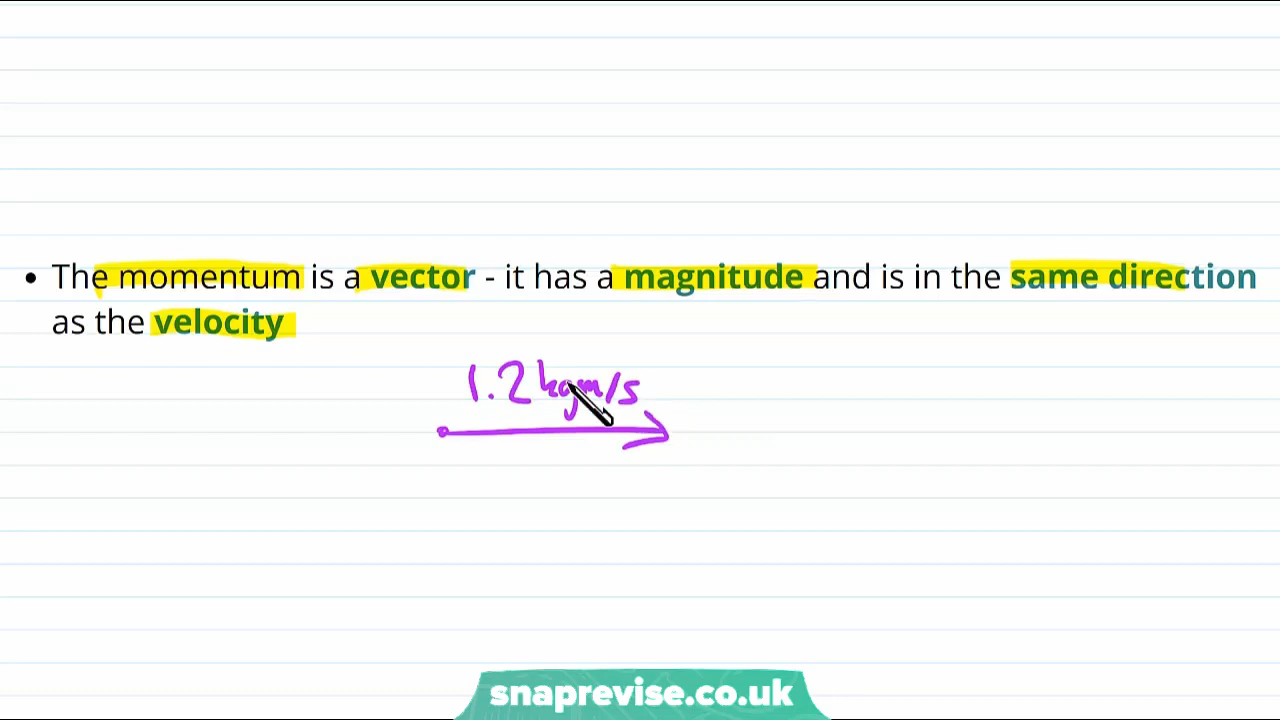 • The momentum is a vector - it has a magnitude and is in the same direction
as the velocity
1.2 kgm/s
snaprevise.co.uk